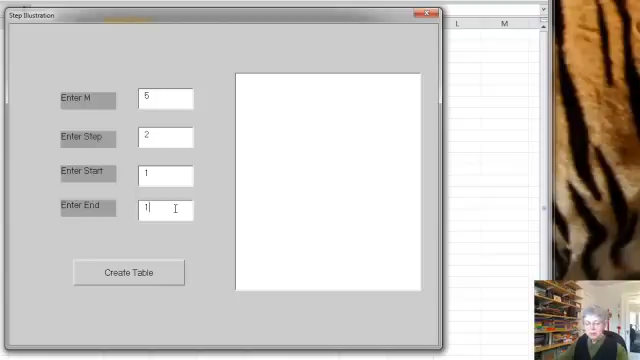 Step Illustration
L M
Enter M 5
Enter Step 2
Enter Start 1
Enter End 1
Create Table